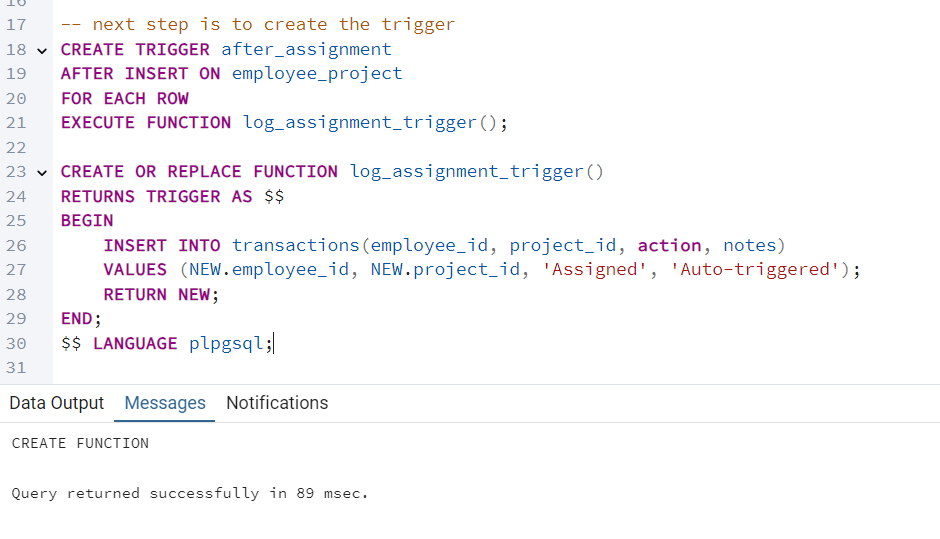 16
17 -- next step is to create the trigger
18 CREATE TRIGGER after_assignment
19 AFTER INSERT ON employee_project
20 FOR EACH ROW
21 EXECUTE FUNCTION log_assignment_trigger();
22
23 CREATE OR REPLACE FUNCTION log_assignment_trigger()
24 RETURNS TRIGGER AS $$
25 BEGIN
26     INSERT INTO transactions(employee_id, project_id, action, notes)
27     VALUES (NEW.employee_id, NEW.project_id, 'Assigned', 'Auto-triggered');
28     RETURN NEW;
29 END;
30 $$ LANGUAGE plpgsql;
31
Data Output Messages Notifications
CREATE FUNCTION
Query returned successfully in 89 msec.